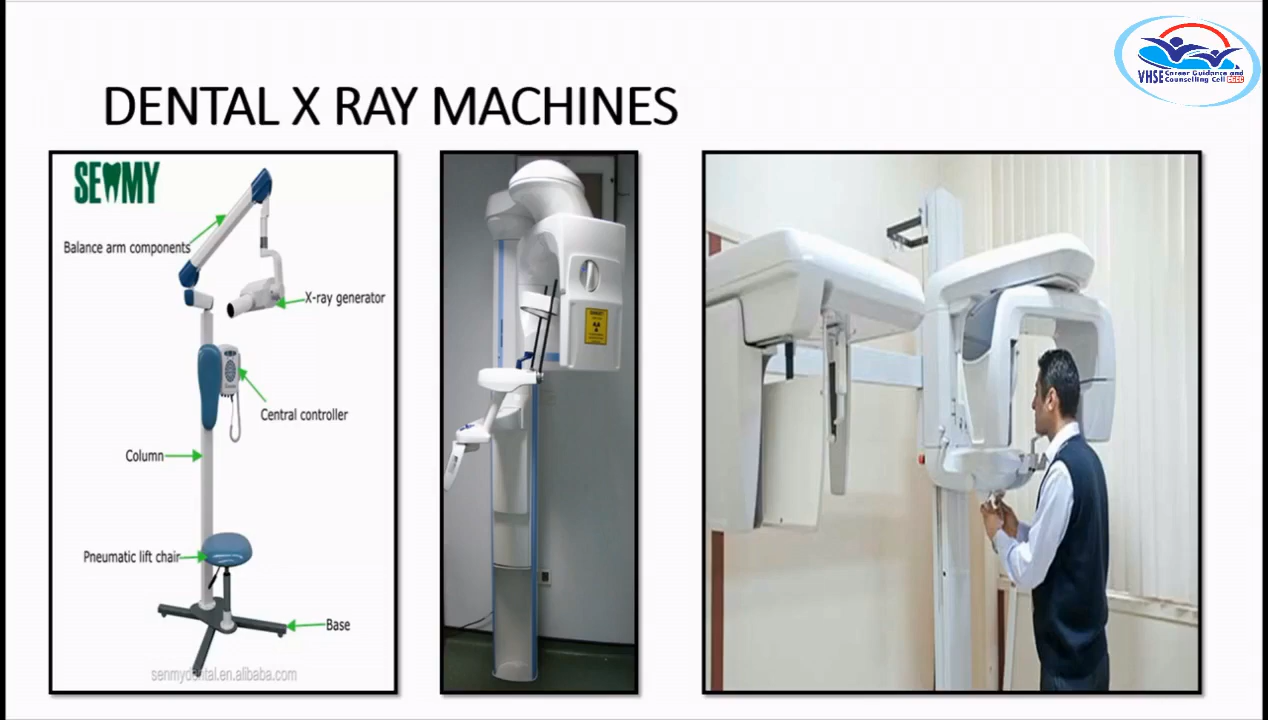 VHSE Career Guidance and
Counselling Cell CGCC
DENTAL X RAY MACHINES
SENMY
Balance arm components
X-ray generator
Central controller
Column
Pneumatic lift chair
Base
senmydental.en.alibaba.com